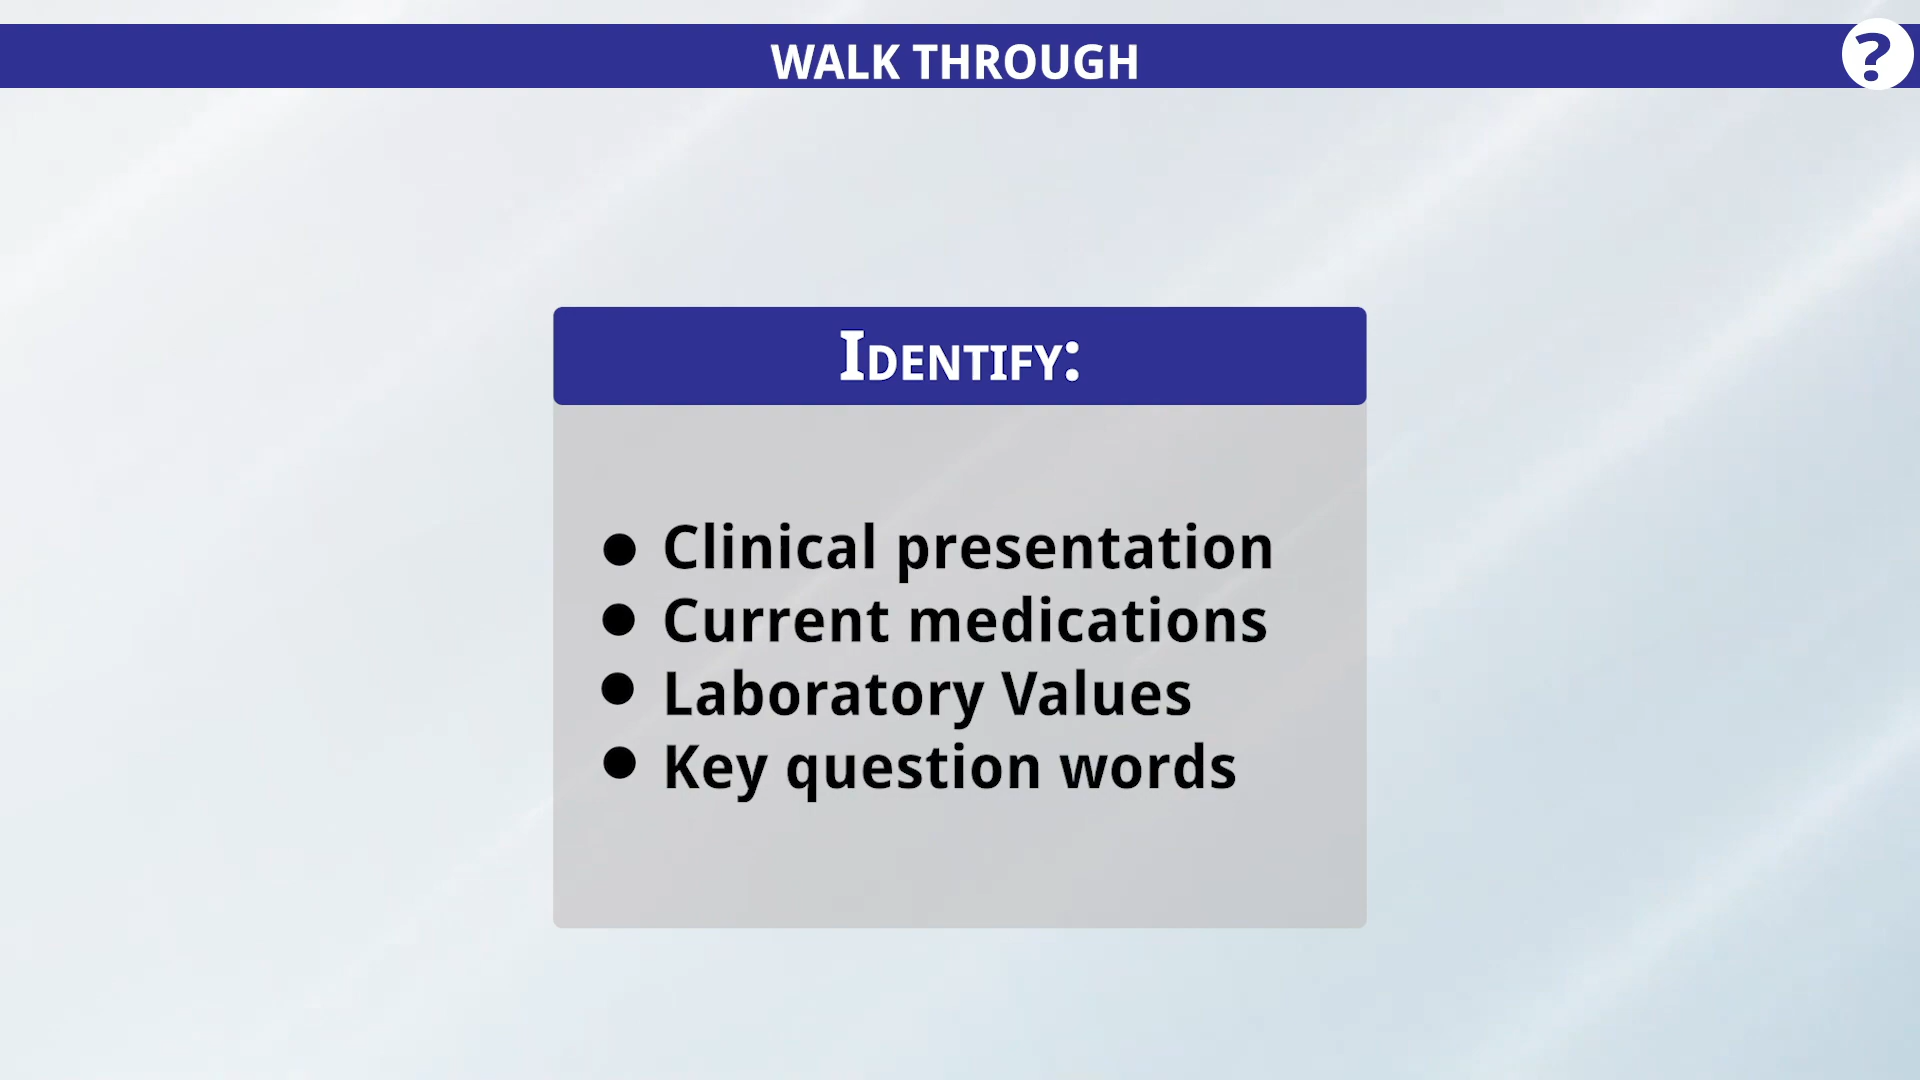 WALK THROUGH
?
IDENTIFY:
● Clinical presentation
● Current medications
● Laboratory Values
● Key question words